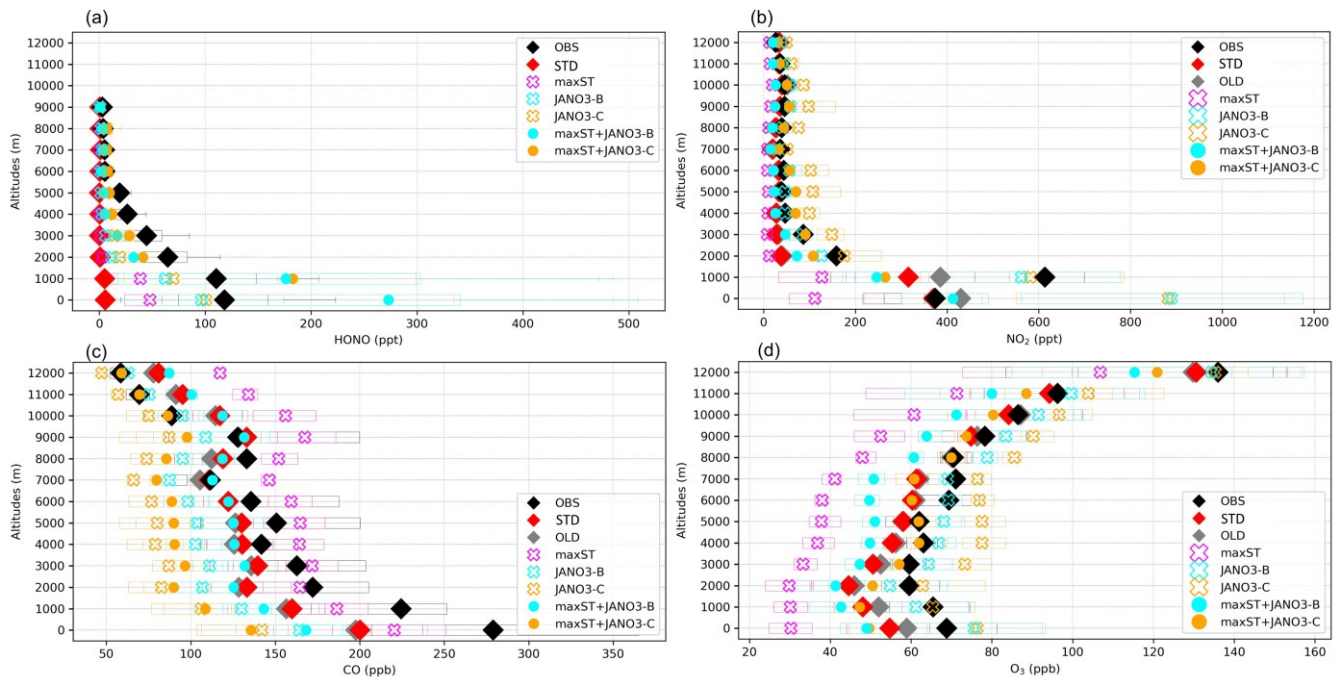 (a)
12000
11000
10000
9000
8000
7000
6000
5000
4000
3000
2000
1000
0
Altitudes (m)
OBS
STD
maxST
JANO3-B
JANO3-C
maxST+JANO3-B
maxST+JANO3-C
0 100 200 300 400 500
HONO (ppt)
(b)
12000
11000
10000
9000
8000
7000
6000
5000
4000
3000
2000
1000
0
Altitudes (m)
OBS
STD
OLD
maxST
JANO3-B
JANO3-C
maxST+JANO3-B
maxST+JANO3-C
0 200 400 600 800 1000 1200
NO₂ (ppt)
(c)
12000
11000
10000
9000
8000
7000
6000
5000
4000
3000
2000
1000
0
Altitudes (m)
OBS
STD
OLD
maxST
JANO3-B
JANO3-C
maxST+JANO3-B
maxST+JANO3-C
50 100 150 200 250 300 350
CO (ppb)
(d)
12000
11000
10000
9000
8000
7000
6000
5000
4000
3000
2000
1000
0
Altitudes (m)
OBS
STD
OLD
maxST
JANO3-B
JANO3-C
maxST+JANO3-B
maxST+JANO3-C
20 40 60 80 100 120 140 160
O₃ (ppb)